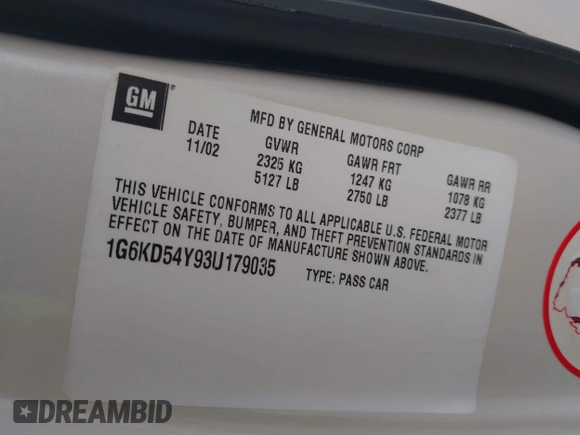 GM
MFD BY GENERAL MOTORS CORP
DATE GVWR GAWR FRT GAWR RR
11/02 2325 KG 1247 KG 1078 KG
5127 LB 2750 LB 2377 LB
THIS VEHICLE CONFORMS TO ALL APPLICABLE U.S. FEDERAL MOTOR
VEHICLE SAFETY, BUMPER, AND THEFT PREVENTION STANDARDS IN
EFFECT ON THE DATE OF MANUFACTURE SHOWN ABOVE.
1G6KD54Y93U179035 TYPE: PASS CAR
DREAMBID